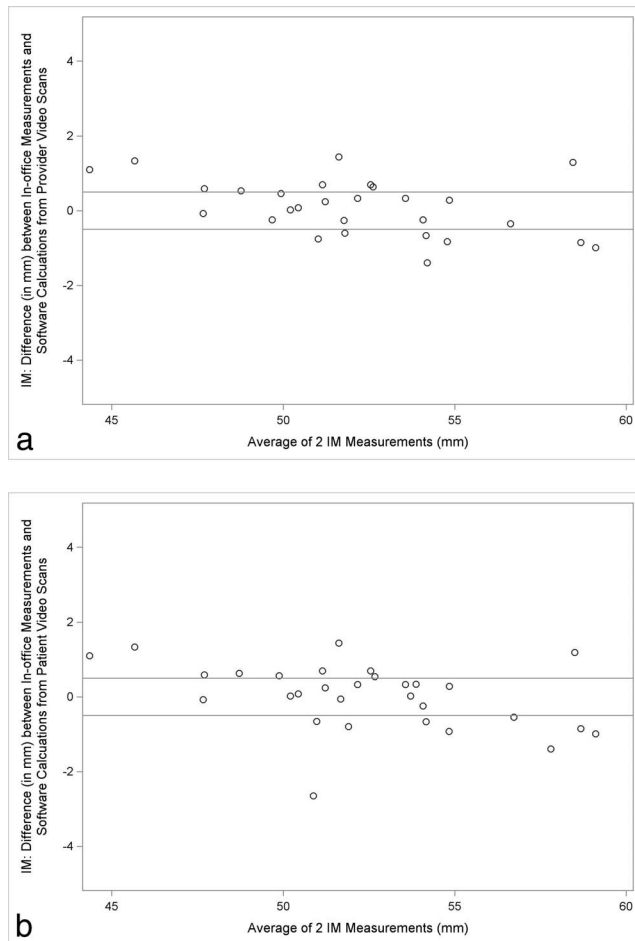 IM: Difference (in mm) between In-office Measurements and
Software Calcuations from Provider Video Scans
4
2
0
-2
-4
45 50 55 60
Average of 2 IM Measurements (mm)
a
IM: Difference (in mm) between In-office Measurements and
Software Calcuations from Patient Video Scans
4
2
0
-2
-4
45 50 55 60
Average of 2 IM Measurements (mm)
b